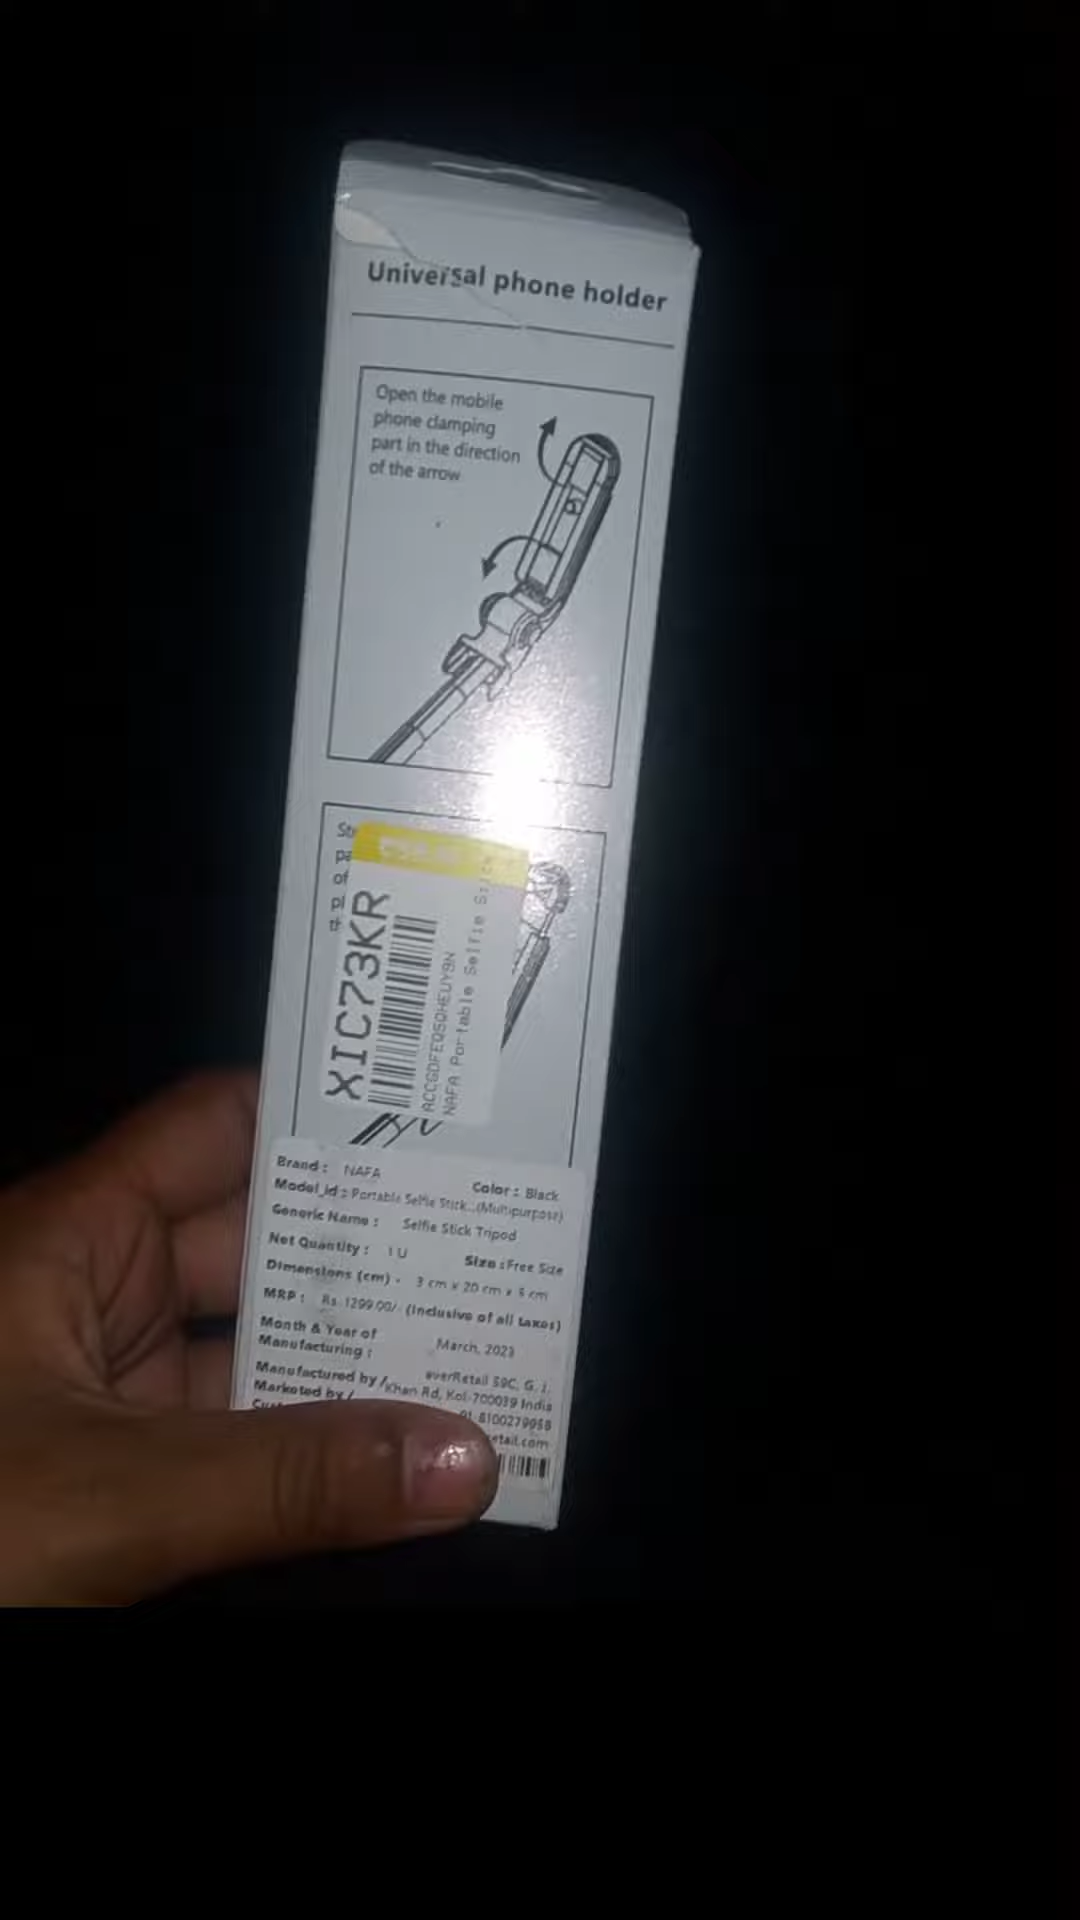 Universal phone holder
Open the mobile
phone clamping
part in the direction
of the arrow
XIC73KR
NAFA Portable Selfie Stick
Brand : NAFA Color : Black
Model_id : Portable Selfie Stick...(Multipurpose)
Generic Name : Selfie Stick Tripod
Net Quantity : 1 U Size : Free Size
Dimensions (cm) - 3 cm x 20 cm x 5 cm
MRP : Rs. 1299.00/- (Inclusive of all taxes)
Month & Year of
Manufacturing : March, 2023
Manufactured by / everRetail 59C, G. J.
Marketed by / Khan Rd, Kol-700039 India
91 8100279958
etail.com